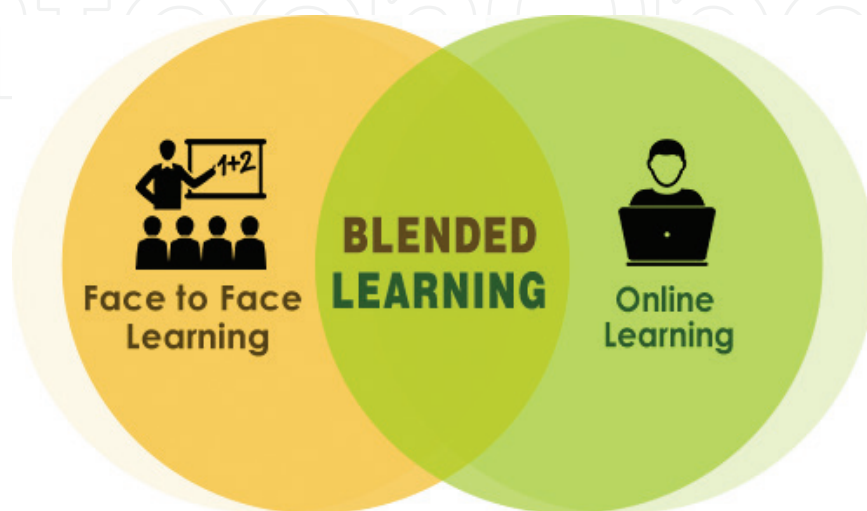 1+2
Face to Face
Learning
BLENDED
LEARNING
Online
Learning